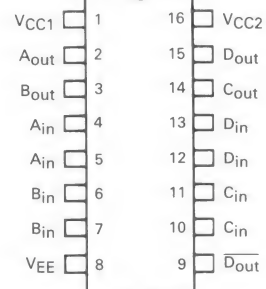 VCC1 1 16 VCC2
Aout 2 15 Dout
Bout 3 14 Cout
Ain 4 13 Din
Ain 5 12 Din
Bin 6 11 Cin
Bin 7 10 Cin
VEE 8 9 D̅o̅u̅t̅